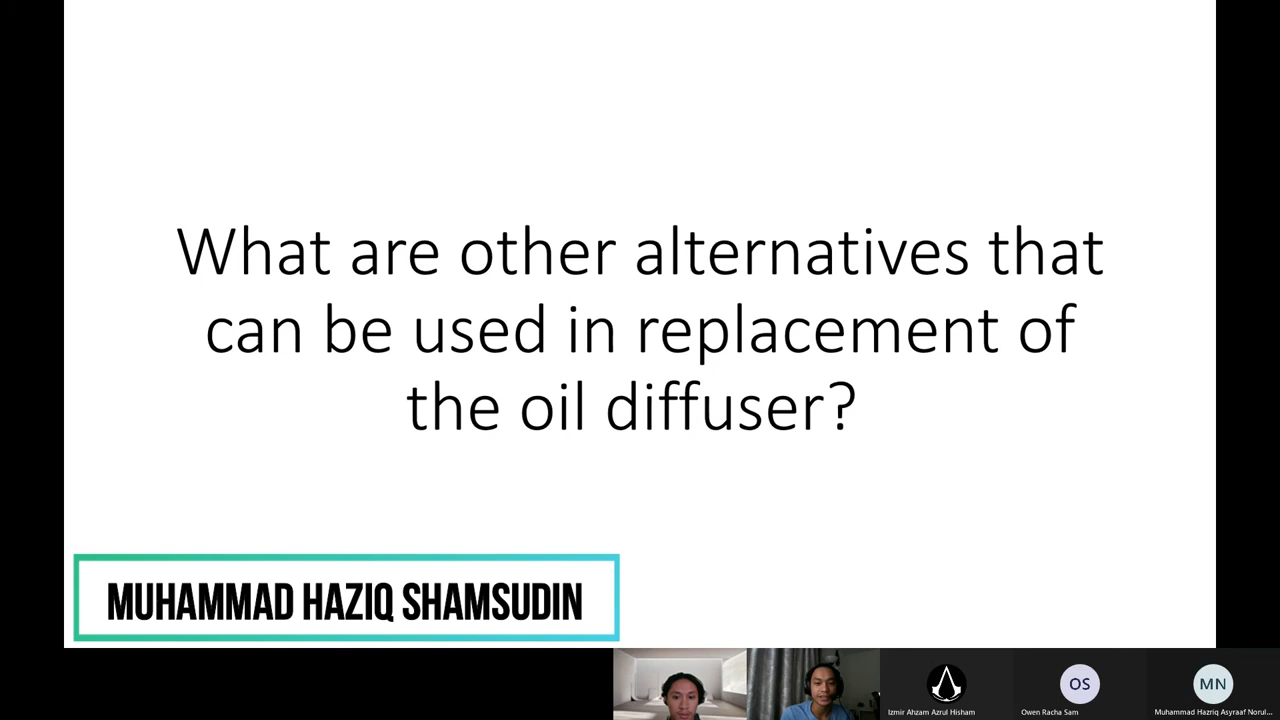 What are other alternatives that
can be used in replacement of
the oil diffuser?
MUHAMMAD HAZIQ SHAMSUDIN
OS
MN
Izmir Ahzam Azrul Hisham
Owen Racha Sam
Muhammad Hazriq Asyraaf Norul...